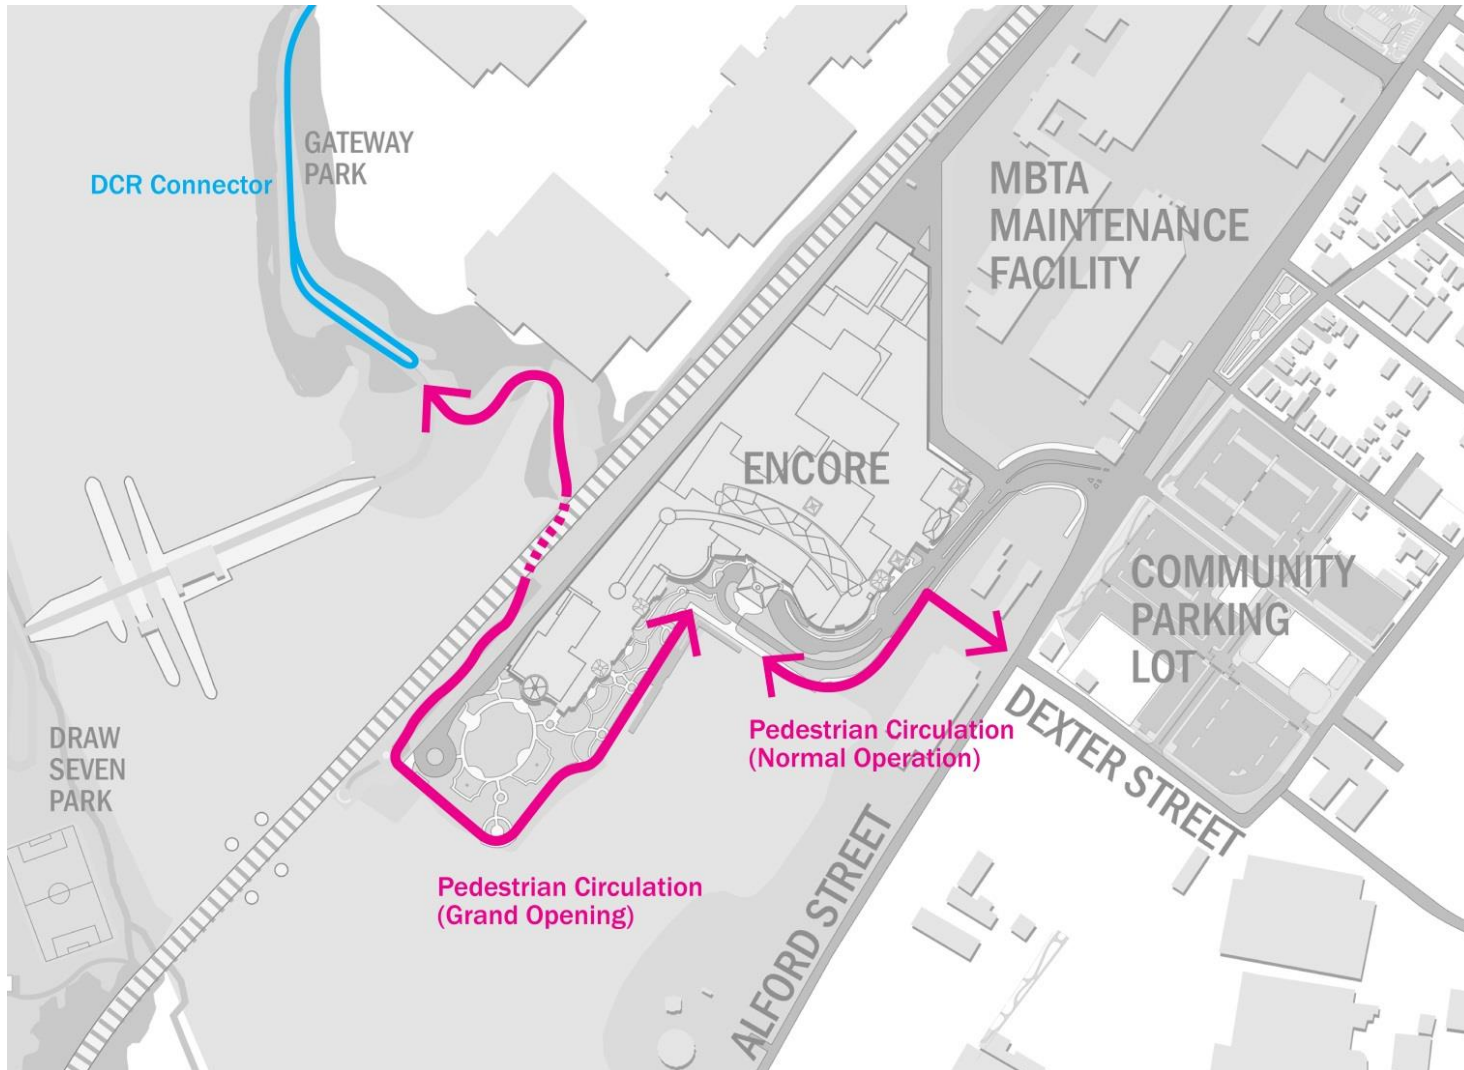 GATEWAY
PARK
DCR Connector
MBTA
MAINTENANCE
FACILITY
ENCORE
COMMUNITY
PARKING
LOT
DEXTER STREET
Pedestrian Circulation
(Normal Operation)
DRAW
SEVEN
PARK
Pedestrian Circulation
(Grand Opening)
ALFORD STREET